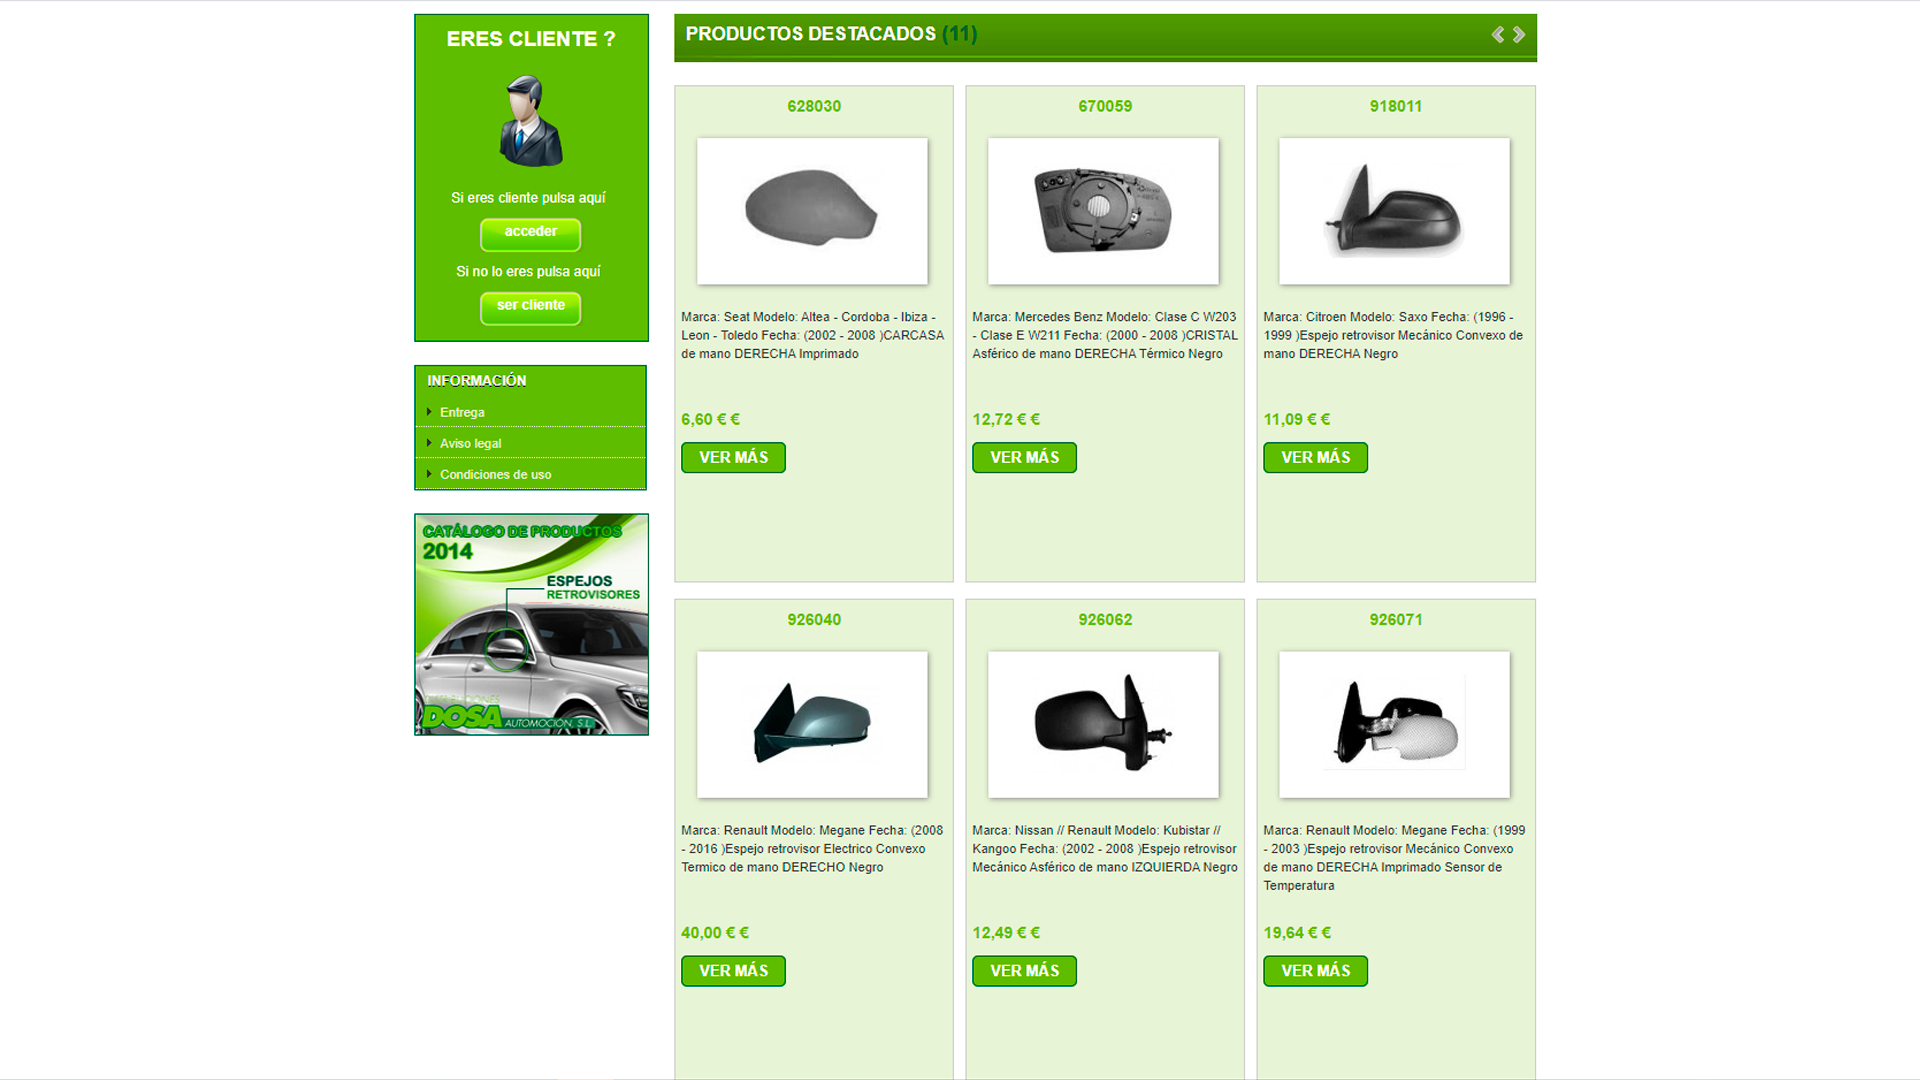 ERES CLIENTE ?
Si eres cliente pulsa aquí
acceder
Si no lo eres pulsa aquí
ser cliente
INFORMACIÓN
Entrega
Aviso legal
Condiciones de uso
CATÁLOGO DE PRODUCTOS
2014
ESPEJOS
RETROVISORES
DOSA AUTOMOCIÓN, S.L.
PRODUCTOS DESTACADOS (11)
628030
Marca: Seat Modelo: Altea - Cordoba - Ibiza -
Leon - Toledo Fecha: (2002 - 2008 )CARCASA
de mano DERECHA Imprimado
6,60 € €
VER MÁS
670059
Marca: Mercedes Benz Modelo: Clase C W203
- Clase E W211 Fecha: (2000 - 2008 )CRISTAL
Asférico de mano DERECHA Térmico Negro
12,72 € €
VER MÁS
918011
Marca: Citroen Modelo: Saxo Fecha: (1996 -
1999 )Espejo retrovisor Mecánico Convexo de
mano DERECHA Negro
11,09 € €
VER MÁS
926040
Marca: Renault Modelo: Megane Fecha: (2008
- 2016 )Espejo retrovisor Electrico Convexo
Termico de mano DERECHO Negro
40,00 € €
VER MÁS
926062
Marca: Nissan // Renault Modelo: Kubistar //
Kangoo Fecha: (2002 - 2008 )Espejo retrovisor
Mecánico Asférico de mano IZQUIERDA Negro
12,49 € €
VER MÁS
926071
Marca: Renault Modelo: Megane Fecha: (1999
- 2003 )Espejo retrovisor Mecánico Convexo
de mano DERECHA Imprimado Sensor de
Temperatura
19,64 € €
VER MÁS